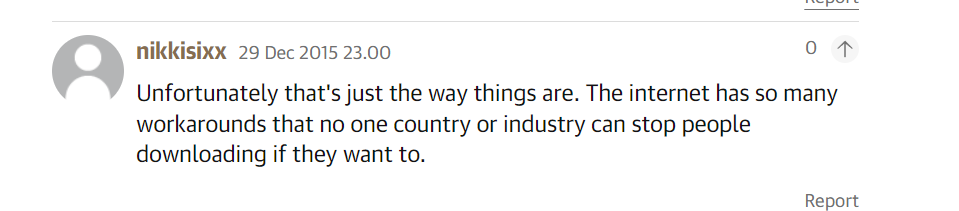 Report
nikkisixx 29 Dec 2015 23.00
0
Unfortunately that's just the way things are. The internet has so many
workarounds that no one country or industry can stop people
downloading if they want to.
Report